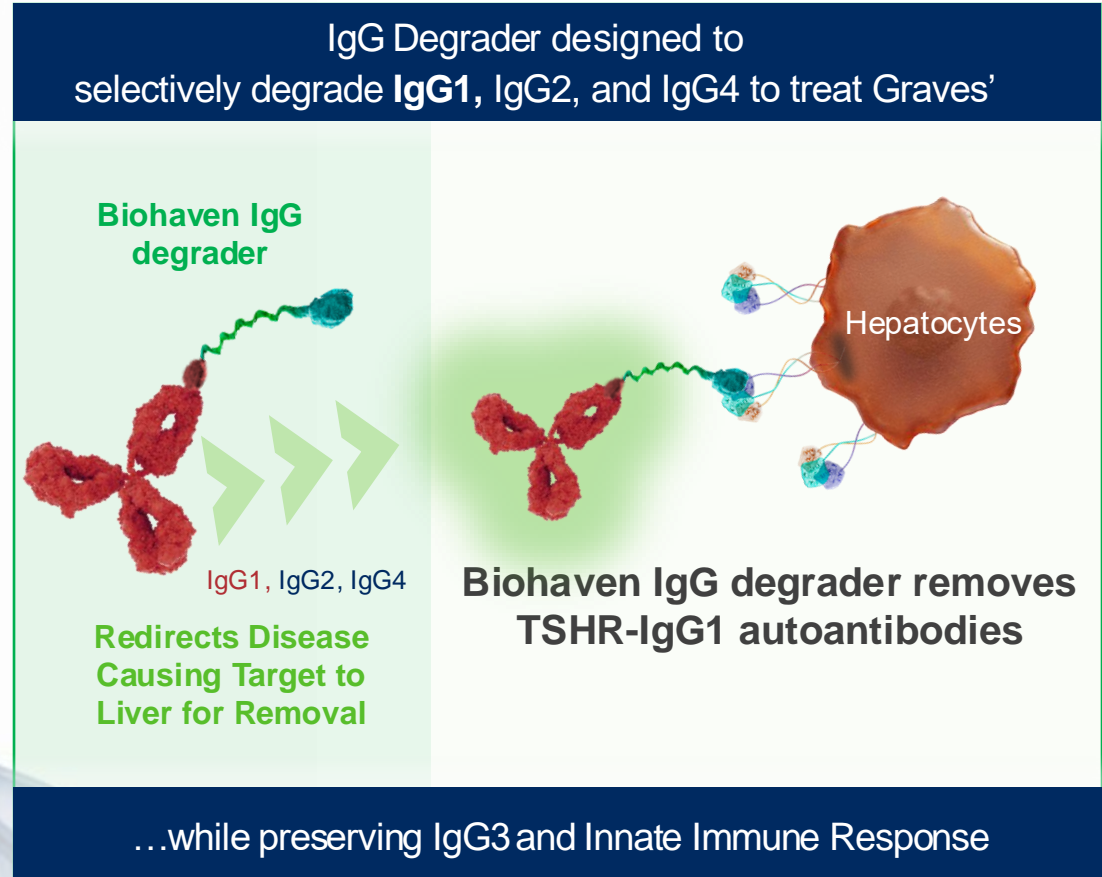 IgG Degrader designed to
selectively degrade IgG1, IgG2, and IgG4 to treat Graves’
Biohaven IgG
degrader
IgG1, IgG2, IgG4
Redirects Disease
Causing Target to
Liver for Removal
Hepatocytes
Biohaven IgG degrader removes
TSHR-IgG1 autoantibodies
…while preserving IgG3 and Innate Immune Response